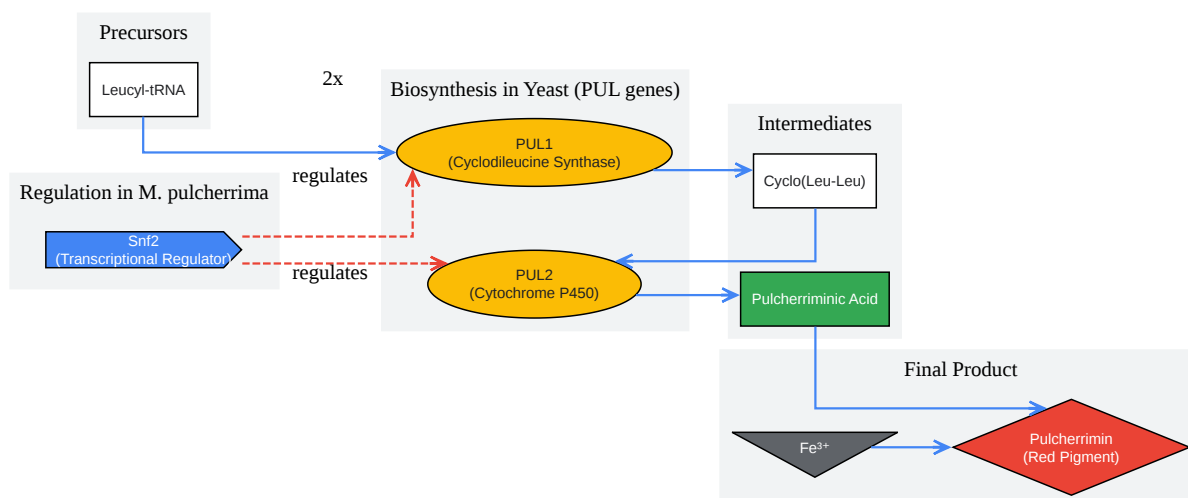 Precursors
Leucyl-tRNA
2x
Biosynthesis in Yeast (PUL genes)
PUL1
(Cyclodileucine Synthase)
Intermediates
Cyclo(Leu-Leu)
regulates
Regulation in M. pulcherrima
Snf2
(Transcriptional Regulator)
regulates
PUL2
(Cytochrome P450)
Pulcherriminic Acid
Final Product
Fe³⁺
Pulcherrimin
(Red Pigment)